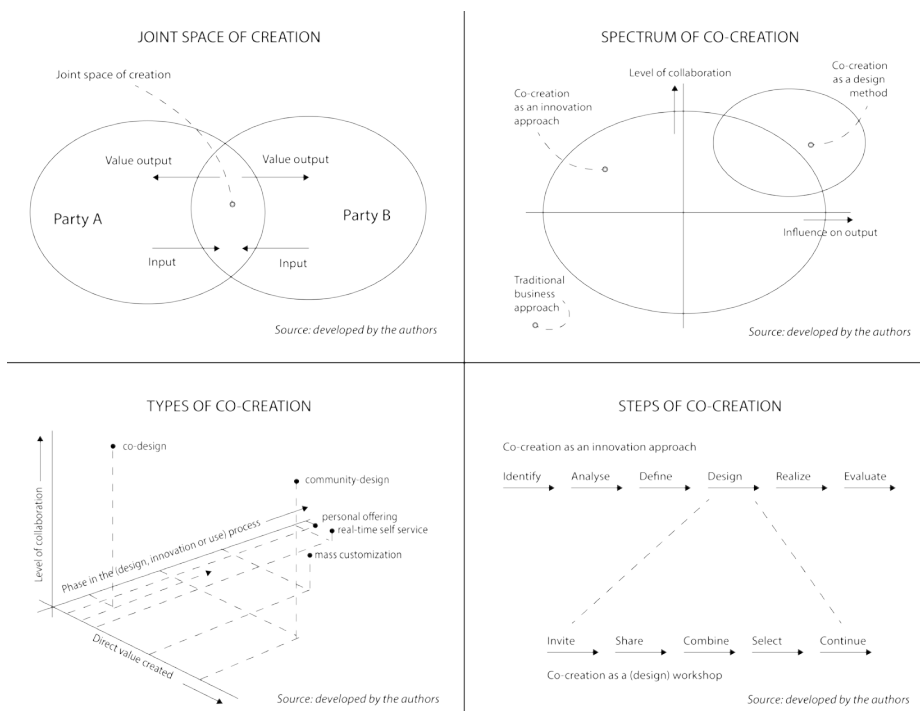 JOINT SPACE OF CREATION
Joint space of creation
Value output
Value output
Party A
Party B
Input
Input
Source: developed by the authors
SPECTRUM OF CO-CREATION
Level of collaboration
Co-creation
as a design
method
Co-creation
as an innovation
approach
Influence on output
Traditional
business
approach
Source: developed by the authors
TYPES OF CO-CREATION
co-design
community-design
personal offering
real-time self service
mass customization
Level of collaboration
Phase in the (design, innovation or use) process
Direct value created
Source: developed by the authors
STEPS OF CO-CREATION
Co-creation as an innovation approach
Identify Analyse Define Design Realize Evaluate
Invite Share Combine Select Continue
Co-creation as a (design) workshop
Source: developed by the authors